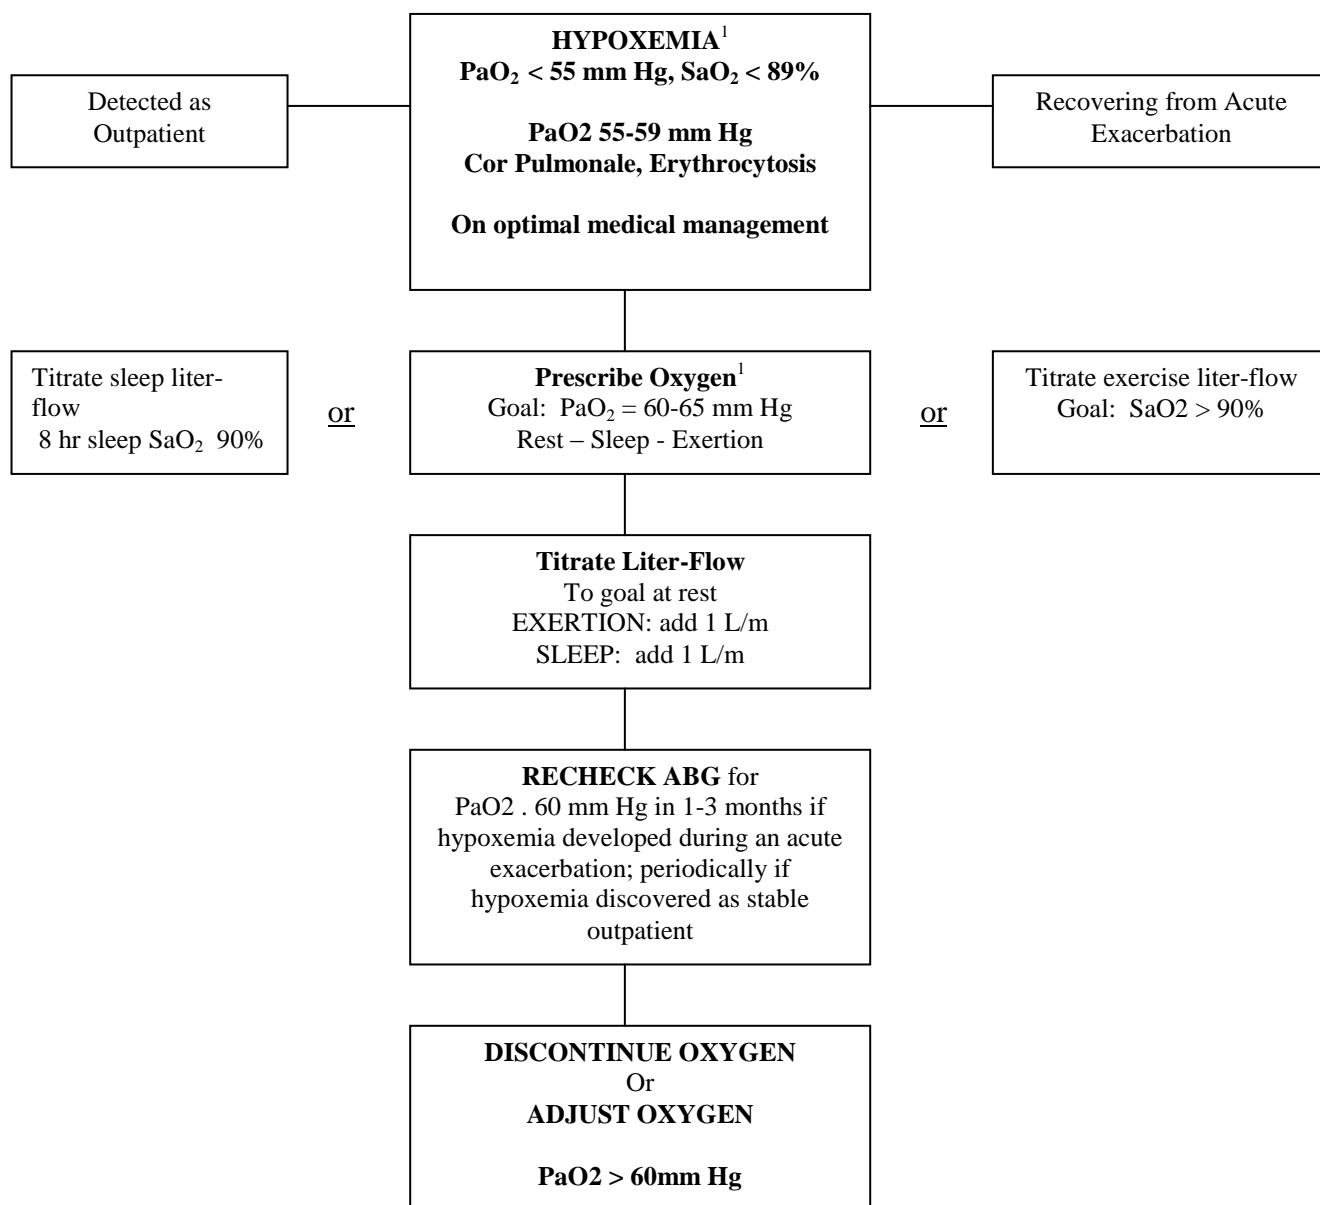 HYPOXEMIA¹
PaO₂ < 55 mm Hg, SaO₂ < 89%
PaO2 55-59 mm Hg
Cor Pulmonale, Erythrocytosis
On optimal medical management
Detected as
Outpatient
Recovering from Acute
Exacerbation
Titrate sleep liter-
flow
8 hr sleep SaO₂ 90%
or
Prescribe Oxygen¹
Goal: PaO₂ = 60-65 mm Hg
Rest – Sleep - Exertion
or
Titrate exercise liter-flow
Goal: SaO2 > 90%
Titrate Liter-Flow
To goal at rest
EXERTION: add 1 L/m
SLEEP: add 1 L/m
RECHECK ABG for
PaO2 . 60 mm Hg in 1-3 months if
hypoxemia developed during an acute
exacerbation; periodically if
hypoxemia discovered as stable
outpatient
DISCONTINUE OXYGEN
Or
ADJUST OXYGEN
PaO2 > 60mm Hg